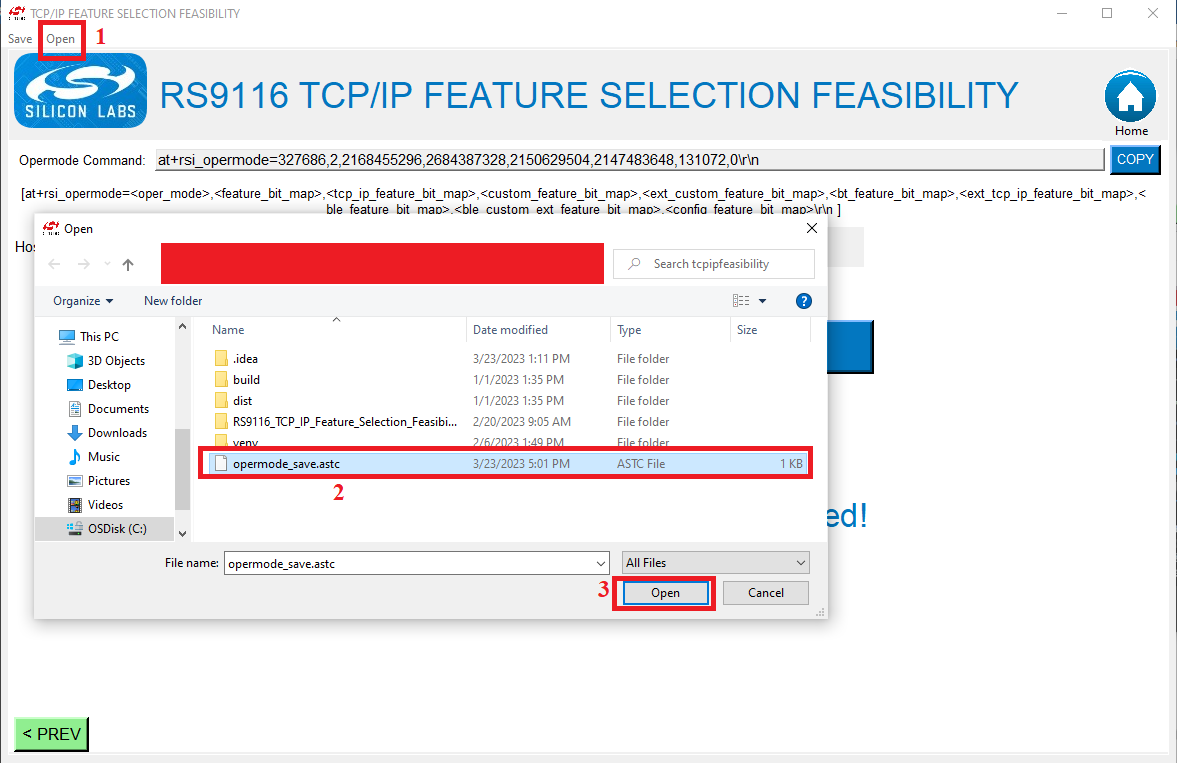 TCP/IP FEATURE SELECTION FEASIBILITY
Save Open 1
SILICON LABS
RS9116 TCP/IP FEATURE SELECTION FEASIBILITY
Home
Opermode Command: at+rsi_opermode=327686,2,2168455296,2684387328,2150629504,2147483648,131072,0\r\n COPY
[at+rsi_opermode=<oper_mode>,<feature_bit_map>,<tcp_ip_feature_bit_map>,<custom_feature_bit_map>,<ext_custom_feature_bit_map>,<bt_feature_bit_map>,<ext_tcp_ip_feature_bit_map>,<
ble_feature_bit_map>,<ble_custom_ext_feature_bit_map>,<config_feature_bit_map>\r\n ]
Open
Search tcpipfeasibility
Organize New folder
Name Date modified Type Size
This PC
3D Objects
Desktop
Documents
Downloads
Music
Pictures
Videos
OSDisk (C:)
.idea 3/23/2023 1:11 PM File folder
build 1/1/2023 1:35 PM File folder
dist 1/1/2023 1:35 PM File folder
RS9116_TCP_IP_Feature_Selection_Feasibi... 2/20/2023 9:05 AM File folder
venv 2/6/2023 1:49 PM File folder
opermode_save.astc 3/23/2023 5:01 PM ASTC File 1 KB
2
ed!
File name: opermode_save.astc All Files
3 Open Cancel
< PREV